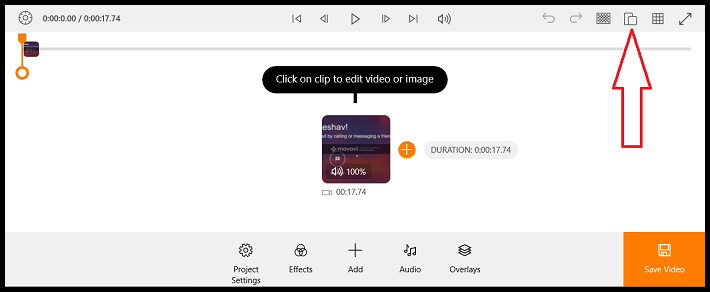 0:00:0.00 / 0:00:17.74
Click on clip to edit video or image
eshav!
d by calling or messaging a frie
movavi
100%
DURATION: 0:00:17.74
00:17.74
Project
Settings
Effects
Add
Audio
Overlays
Save Video